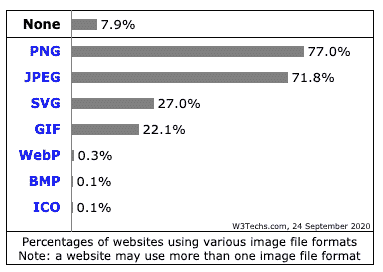 None 7.9%
PNG 77.0%
JPEG 71.8%
SVG 27.0%
GIF 22.1%
WebP 0.3%
BMP 0.1%
ICO 0.1%
W3Techs.com, 24 September 2020
Percentages of websites using various image file formats
Note: a website may use more than one image file format